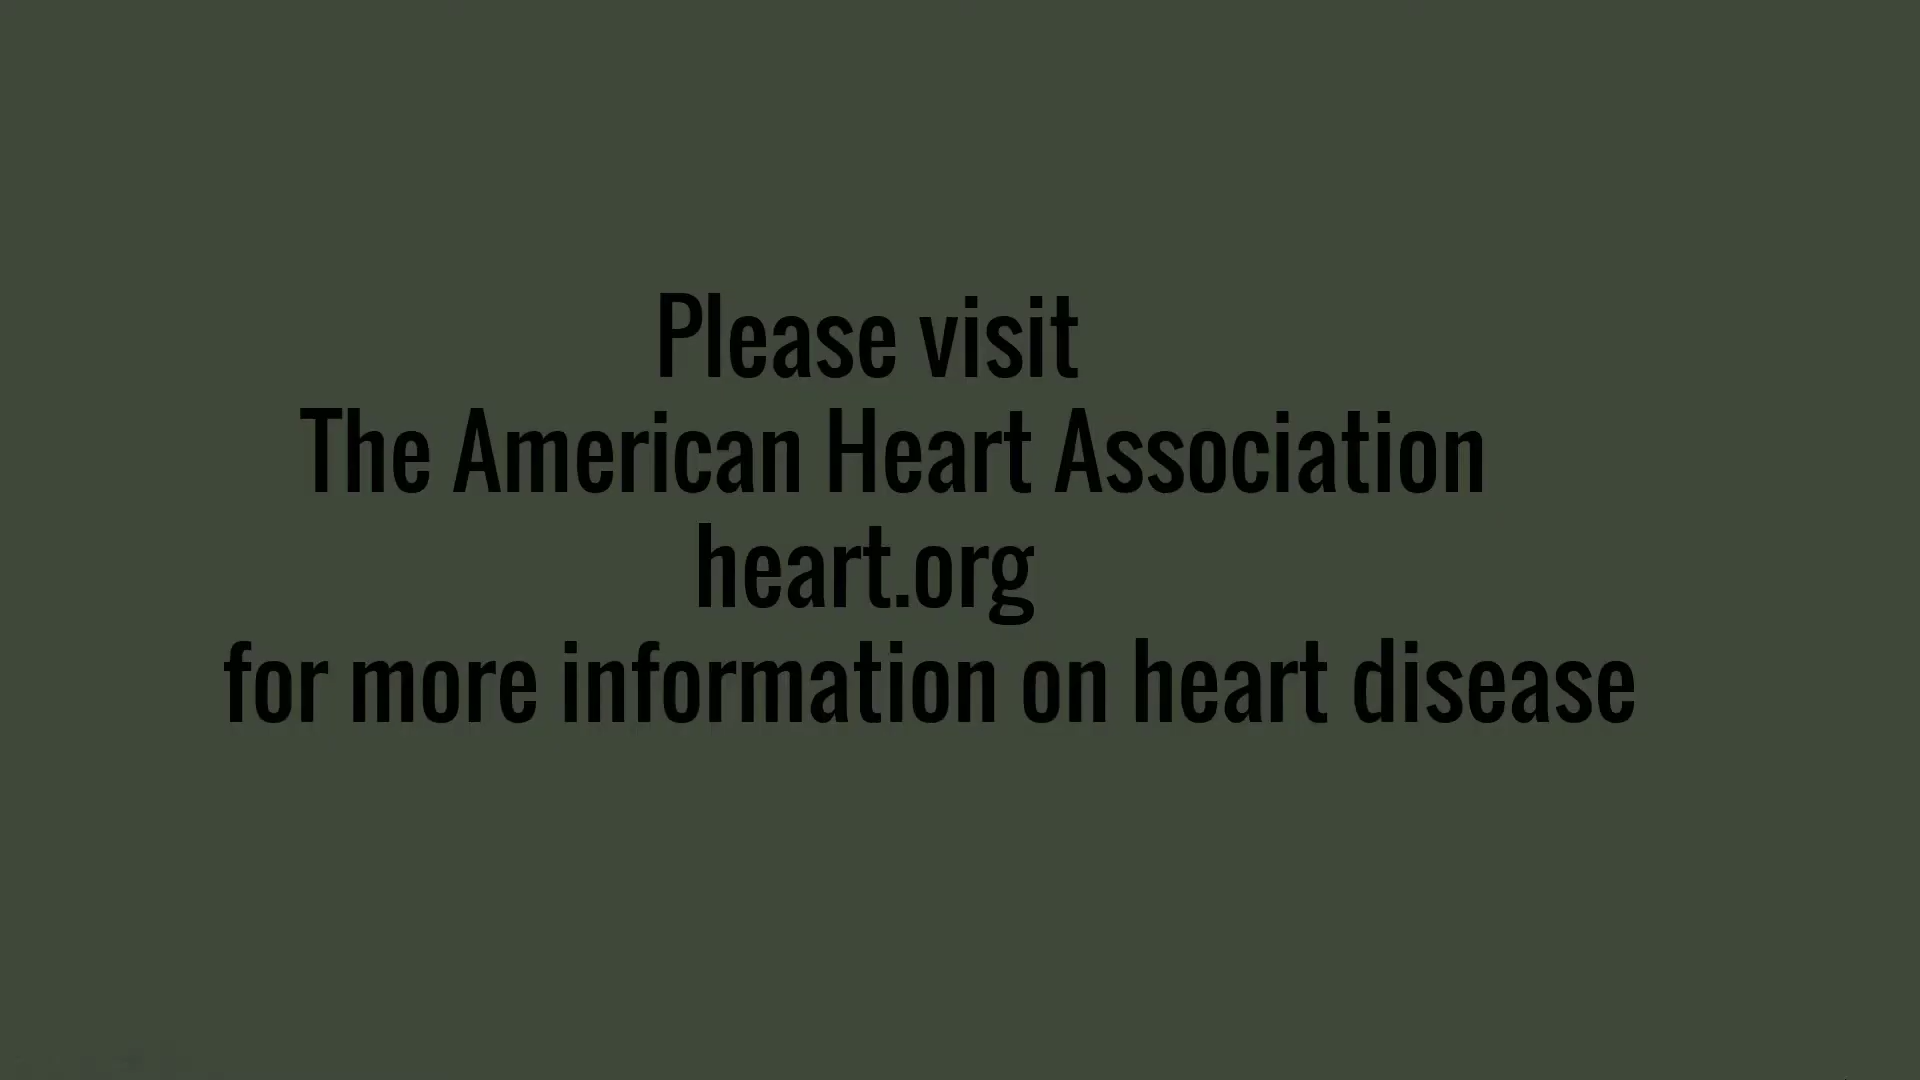 Please visit
The American Heart Association
heart.org
for more information on heart disease